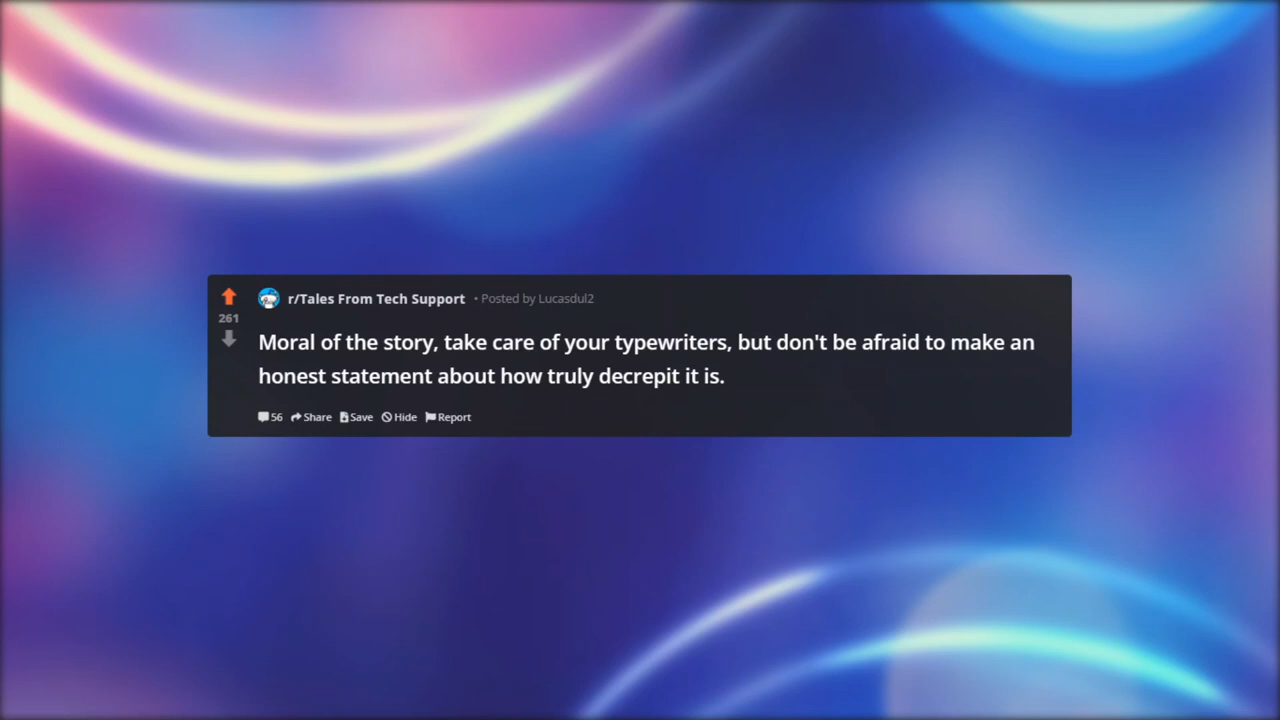 r/Tales From Tech Support • Posted by Lucasdul2
261
Moral of the story, take care of your typewriters, but don't be afraid to make an
honest statement about how truly decrepit it is.
56 Share Save Hide Report